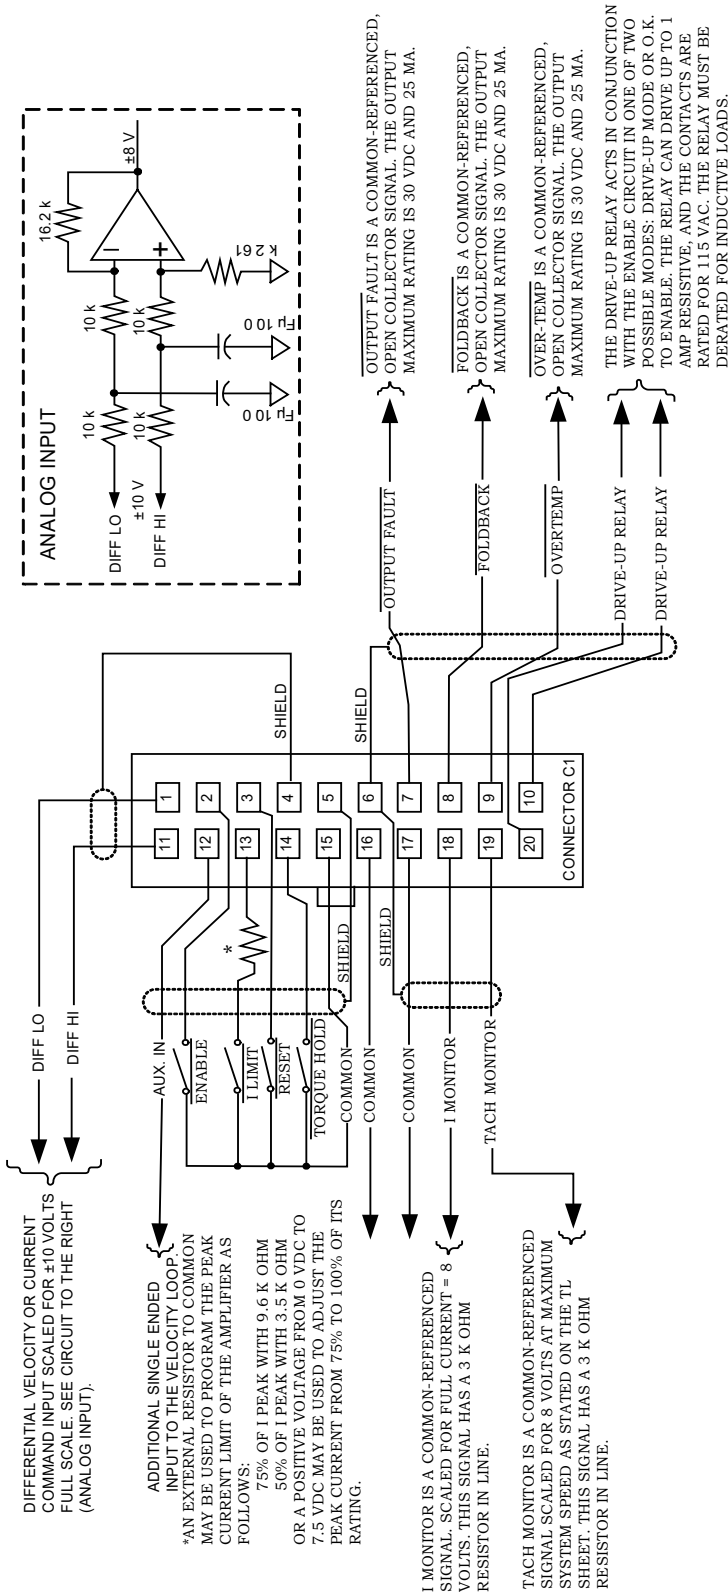 DIFFERENTIAL VELOCITY OR CURRENT
COMMAND INPUT SCALED FOR ±10 VOLTS
FULL SCALE. SEE CIRCUIT TO THE RIGHT
(ANALOG INPUT).
DIFF LO
DIFF HI
ADDITIONAL SINGLE ENDED
INPUT TO THE VELOCITY LOOP.
*AN EXTERNAL RESISTOR TO COMMON
MAY BE USED TO PROGRAM THE PEAK
CURRENT LIMIT OF THE AMPLIFIER AS
FOLLOWS:
75% OF I PEAK WITH 9.6 K OHM
50% OF I PEAK WITH 3.5 K OHM
OR A POSITIVE VOLTAGE FROM 0 VDC TO
7.5 VDC MAY BE USED TO ADJUST THE
PEAK CURRENT FROM 75% TO 100% OF ITS
RATING.
I MONITOR IS A COMMON-REFERENCED
SIGNAL. SCALED FOR FULL CURRENT = 8
VOLTS. THIS SIGNAL HAS A 3 K OHM
RESISTOR IN LINE.
TACH MONITOR IS A COMMON-REFERENCED
SIGNAL SCALED FOR 8 VOLTS AT MAXIMUM
SYSTEM SPEED AS STATED ON THE TL
SHEET. THIS SIGNAL HAS A 3 K OHM
RESISTOR IN LINE.
AUX. IN
ENABLE
I LIMIT
*
RESET
TORQUE HOLD
COMMON
SHIELD
COMMON
SHIELD
COMMON
I MONITOR
TACH MONITOR
11 1
12 2
13 3
14 4
15 5
16 6
17 7
18 8
19 9
20 10
CONNECTOR C1
SHIELD
SHIELD
ANALOG INPUT
DIFF LO
±10 V
DIFF HI
10 k
10 k
10 k
10 k
16.2 k
±8 V
–
+
k 261
Fµ 100
Fµ 100
OUTPUT FAULT
FOLDBACK
OVERTEMP
DRIVE-UP RELAY
DRIVE-UP RELAY
OUTPUT FAULT IS A COMMON-REFERENCED,
OPEN COLLECTOR SIGNAL. THE OUTPUT
MAXIMUM RATING IS 30 VDC AND 25 MA.
FOLDBACK IS A COMMON-REFERENCED,
OPEN COLLECTOR SIGNAL. THE OUTPUT
MAXIMUM RATING IS 30 VDC AND 25 MA.
OVER-TEMP IS A COMMON-REFERENCED,
OPEN COLLECTOR SIGNAL. THE OUTPUT
MAXIMUM RATING IS 30 VDC AND 25 MA.
THE DRIVE-UP RELAY ACTS IN CONJUNCTION
WITH THE ENABLE CIRCUIT IN ONE OF TWO
POSSIBLE MODES: DRIVE-UP MODE OR O.K.
TO ENABLE. THE RELAY CAN DRIVE UP TO 1
AMP RESISTIVE, AND THE CONTACTS ARE
RATED FOR 115 VAC. THE RELAY MUST BE
DERATED FOR INDUCTIVE LOADS.